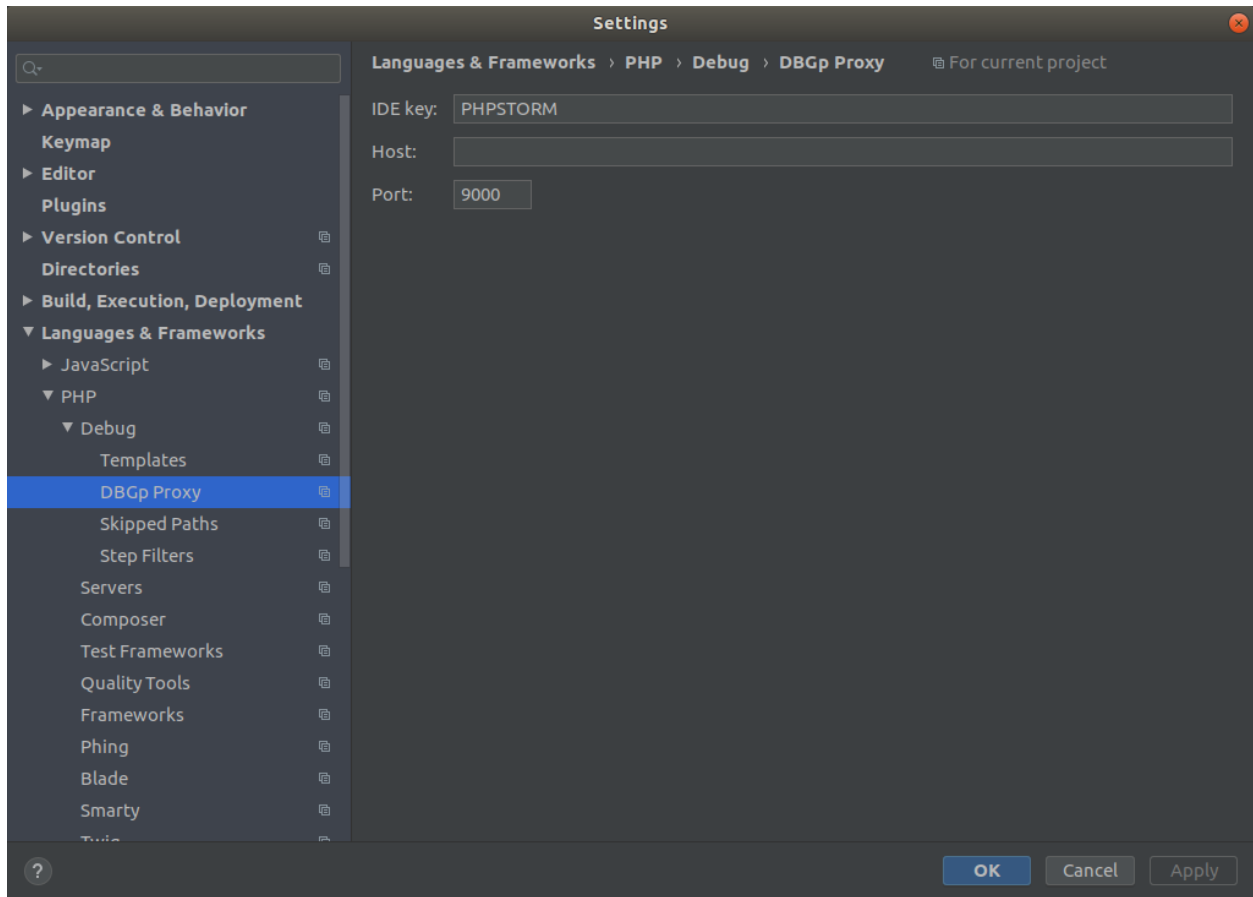 Settings
Languages & Frameworks › PHP › Debug › DBGp Proxy For current project
Appearance & Behavior
Keymap
Editor
Plugins
Version Control
Directories
Build, Execution, Deployment
Languages & Frameworks
JavaScript
PHP
Debug
Templates
DBGp Proxy
Skipped Paths
Step Filters
Servers
Composer
Test Frameworks
Quality Tools
Frameworks
Phing
Blade
Smarty
Twig
IDE key: PHPSTORM
Host:
Port: 9000
?
OK Cancel Apply